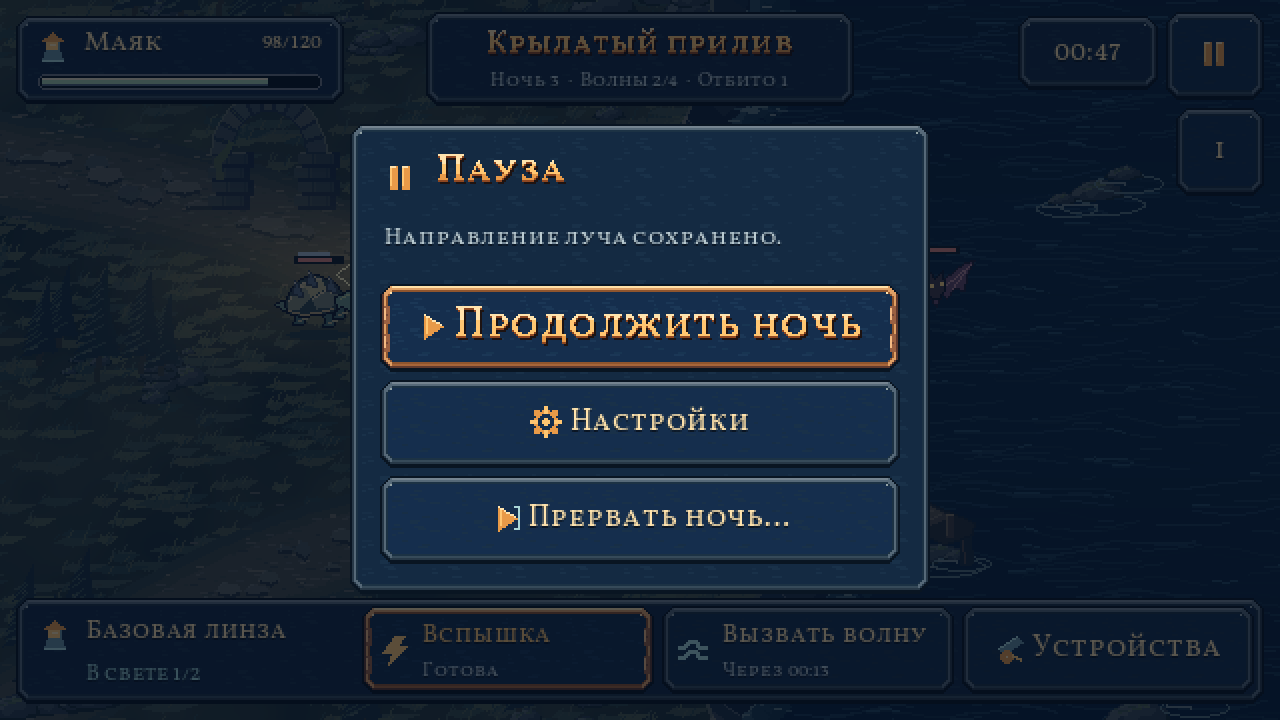 Маяк 98/120
Крылатый прилив
Ночь 3 · Волны 2/4 · Отбито 1
00:47
I
Пауза
Направление луча сохранено.
Продолжить ночь
Настройки
Прервать ночь...
Базовая линза
В свете 1/2
Вспышка
Готова
Вызвать волну
Через 00:13
Устройства